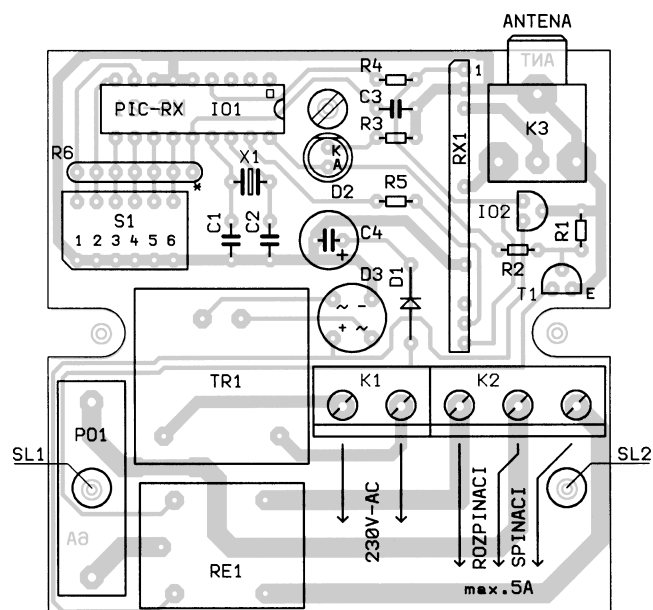 ANTENA
ANT
R4
1
PIC-RX IO1
C3
R3
K3
K
A
RX1
R6
X1
*
D2
R5
S1
IO2
R1
C1
C2
C4
+
1 2 3 4 5 6
R2
D3
D1
T1
E
~ -
+ ~
TR1
K1
K2
PO1
SL1
SL2
6A
230V-AC
ROZPINACI
SPINACI
RE1
max.5A